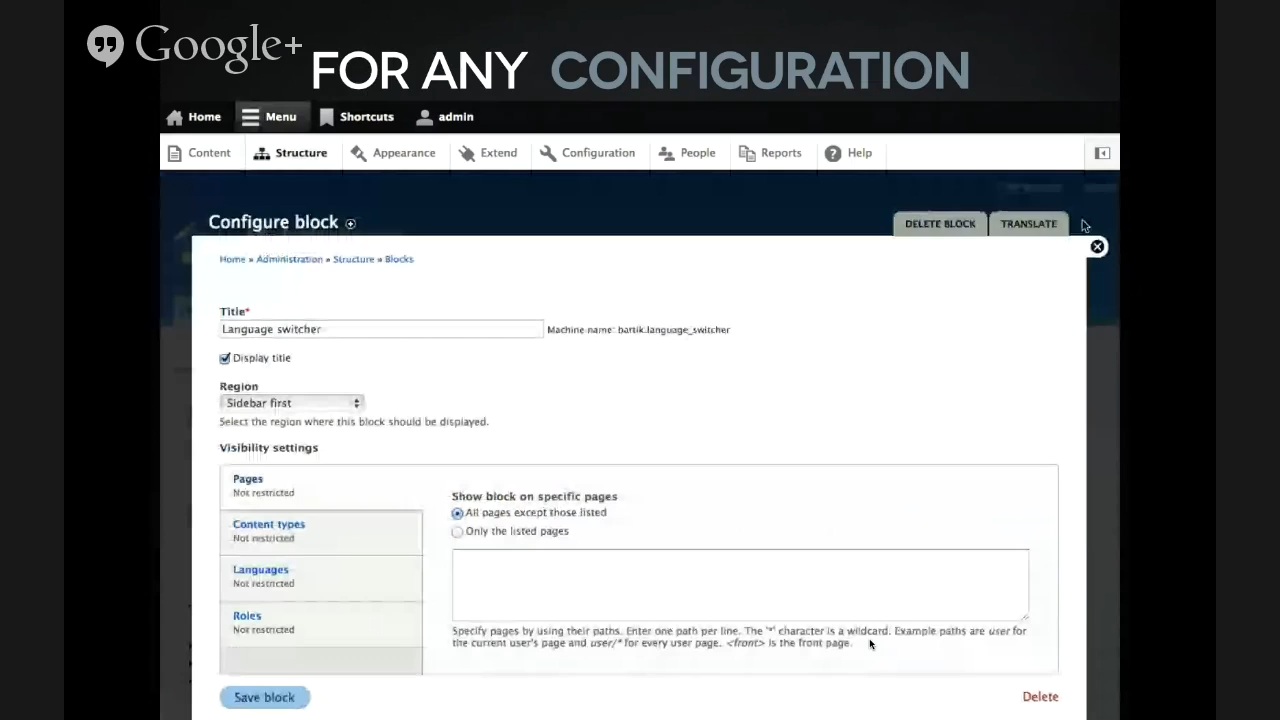 Google+
FOR ANY CONFIGURATION
Home Menu Shortcuts admin
Content Structure Appearance Extend Configuration People Reports Help
Configure block
DELETE BLOCK TRANSLATE
Home » Administration » Structure » Blocks
Title*
Language switcher Machine name: bartik.language_switcher
Display title
Region
Sidebar first
Select the region where this block should be displayed.
Visibility settings
Pages
Not restricted
Content types
Not restricted
Languages
Not restricted
Roles
Not restricted
Show block on specific pages
All pages except those listed
Only the listed pages
Specify pages by using their paths. Enter one path per line. The '*' character is a wildcard. Example paths are user for
the current user's page and user/* for every user page. <front> is the front page.
Save block Delete